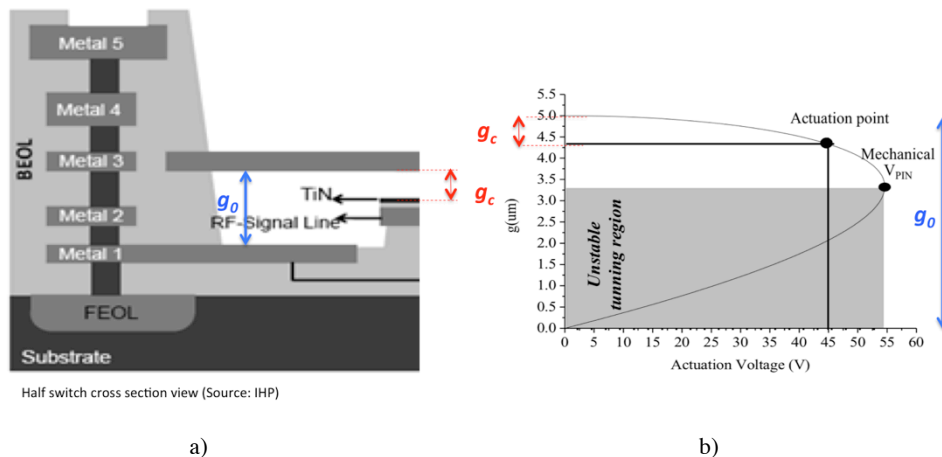 Metal 5
Metal 4
Metal 3
Metal 2
Metal 1
BEOL
g0
TiN
RF-Signal Line
gc
FEOL
Substrate
Half switch cross section view (Source: IHP)
a)
gc
5.5
5.0
4.5
4.0
3.5
3.0
2.5
2.0
1.5
1.0
0.5
0.0
g(um)
Actuation point
Mechanical
VPIN
Unstable
tunning region
g0
0 5 10 15 20 25 30 35 40 45 50 55 60
Actuation Voltage (V)
b)